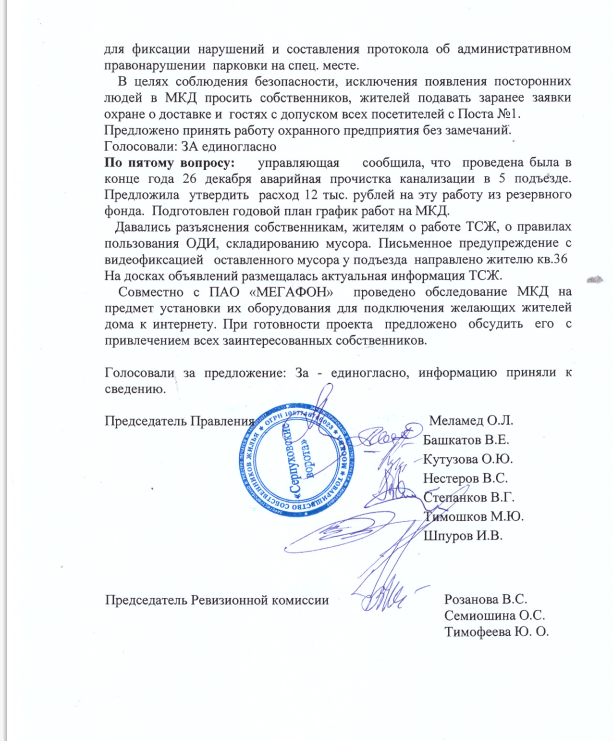 для фиксации нарушений и составления протокола об административном
правонарушении парковки на спец. месте.
В целях соблюдения безопасности, исключения появления посторонних
людей в МКД просить собственников, жителей подавать заранее заявки
охране о доставке и гостях с допуском всех посетителей с Поста №1.
Предложено принять работу охранного предприятия без замечаний.
Голосовали: ЗА единогласно
По пятому вопросу: управляющая сообщила, что проведена была в
конце года 26 декабря аварийная прочистка канализации в 5 подъезде.
Предложила утвердить расход 12 тыс. рублей на эту работу из резервного
фонда. Подготовлен годовой план график работ на МКД.
Давались разъяснения собственникам, жителям о работе ТСЖ, о правилах
пользования ОДИ, складированию мусора. Письменное предупреждение с
видеофиксацией оставленного мусора у подъезда направлено жителю кв.36
На досках объявлений размещалась актуальная информация ТСЖ.
Совместно с ПАО «МЕГАФОН» проведено обследование МКД на
предмет установки их оборудования для подключения желающих жителей
дома к интернету. При готовности проекта предложено обсудить его с
привлечением всех заинтересованных собственников.
Голосовали за предложение: За - единогласно, информацию приняли к
сведению.
Председатель Правления Меламед О.Л.
Башкатов В.Е.
Кутузова О.Ю.
Нестеров В.С.
Степанков В.Г.
Тимошков М.Ю.
Шпуров И.В.
ТОВАРИЩЕСТВО СОБСТВЕННИКОВ ЖИЛЬЯ ОГРН МОСКВА
«Серпуховские
ворота»
Председатель Ревизионной комиссии Розанова В.С.
Семиошина О.С.
Тимофеева Ю. О.